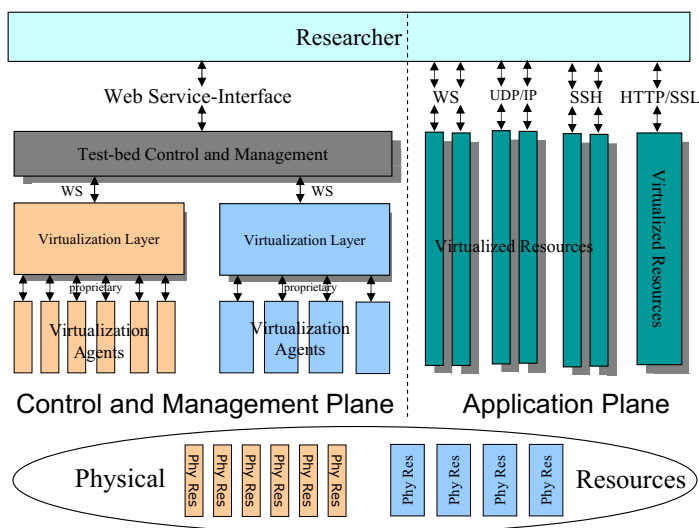 Researcher
Web Service-Interface
WS
UDP/IP
SSH
HTTP/SSL
Test-bed Control and Management
WS
WS
Virtualization Layer
Virtualization Layer
Virtualized Resources
Virtualized Resources
proprietary
proprietary
Virtualization
Agents
Virtualization
Agents
Control and Management Plane
Application Plane
Physical
Phy Res
Phy Res
Phy Res
Phy Res
Phy Res
Phy Res
Phy Res
Phy Res
Phy Res
Phy Res
Resources